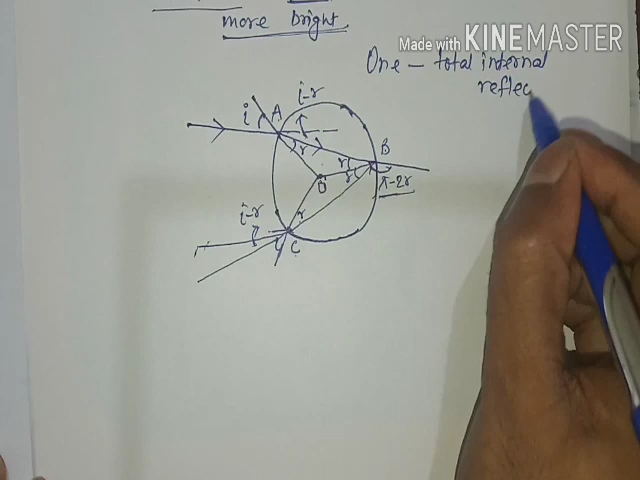 more bright
Made with KINEMASTER
One – total internal
reflec
i
A
i-r
r
B
r
r
O
π-2r
i-r
r
i
C